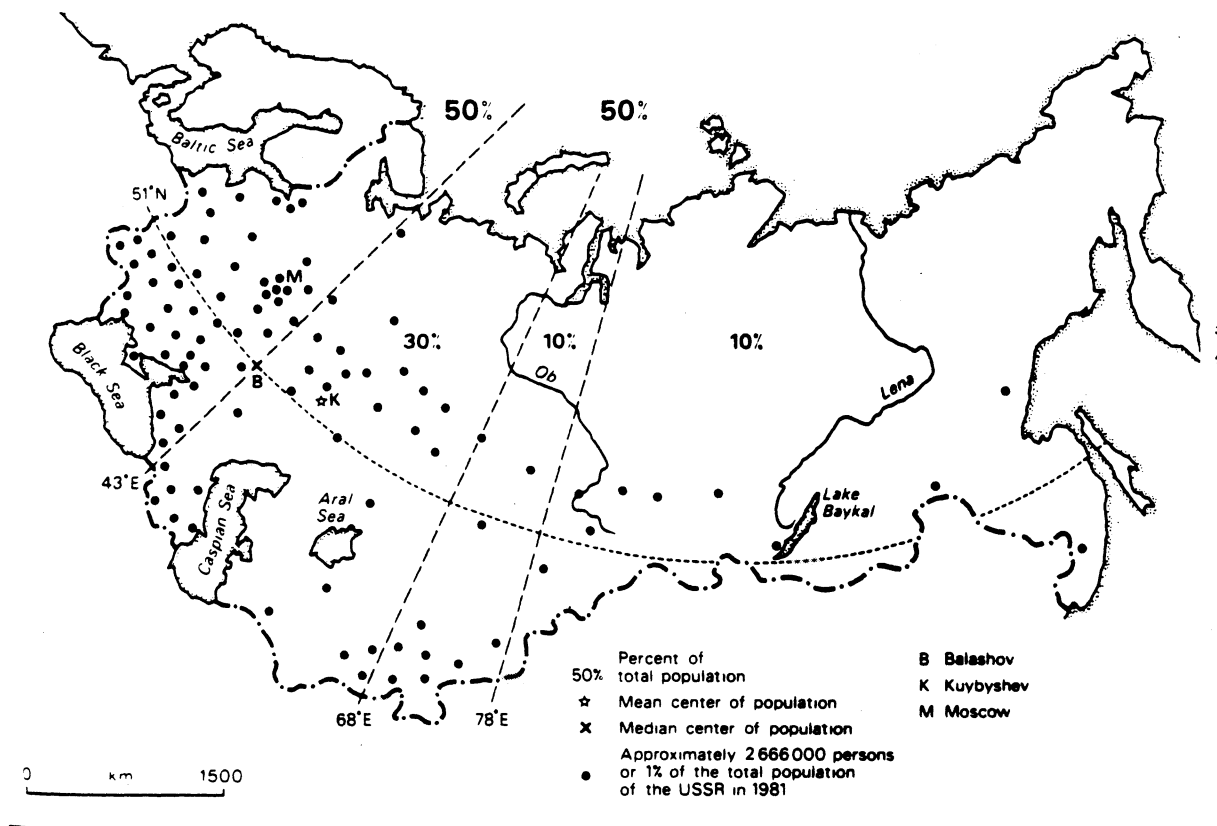 50% 50%
Baltic Sea
51°N
M
30% 10% 10%
Black Sea
B
Ob
Lena
K
43°E
Caspian Sea
Aral
Sea
Lake
Baykal
68°E 78°E
50% Percent of
total population
☆ Mean center of population
x Median center of population
● Approximately 2 666 000 persons
or 1% of the total population
of the USSR in 1981
B Balashov
K Kuybyshev
M Moscow
0 km 1500